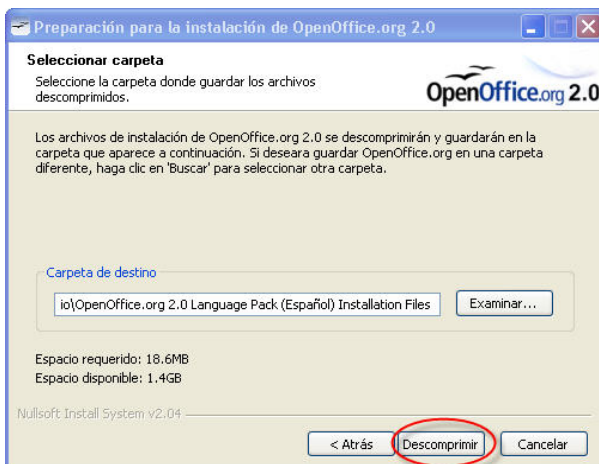 Preparación para la instalación de OpenOffice.org 2.0
Seleccionar carpeta
Seleccione la carpeta donde guardar los archivos
descomprimidos.
OpenOffice.org 2.0
Los archivos de instalación de OpenOffice.org 2.0 se descomprimirán y guardarán en la
carpeta que aparece a continuación. Si deseara guardar OpenOffice.org en una carpeta
diferente, haga clic en 'Buscar' para seleccionar otra carpeta.
Carpeta de destino
io\OpenOffice.org 2.0 Language Pack (Español) Installation Files
Examinar...
Espacio requerido: 18.6MB
Espacio disponible: 1.4GB
Nullsoft Install System v2.04
< Atrás
Descomprimir
Cancelar